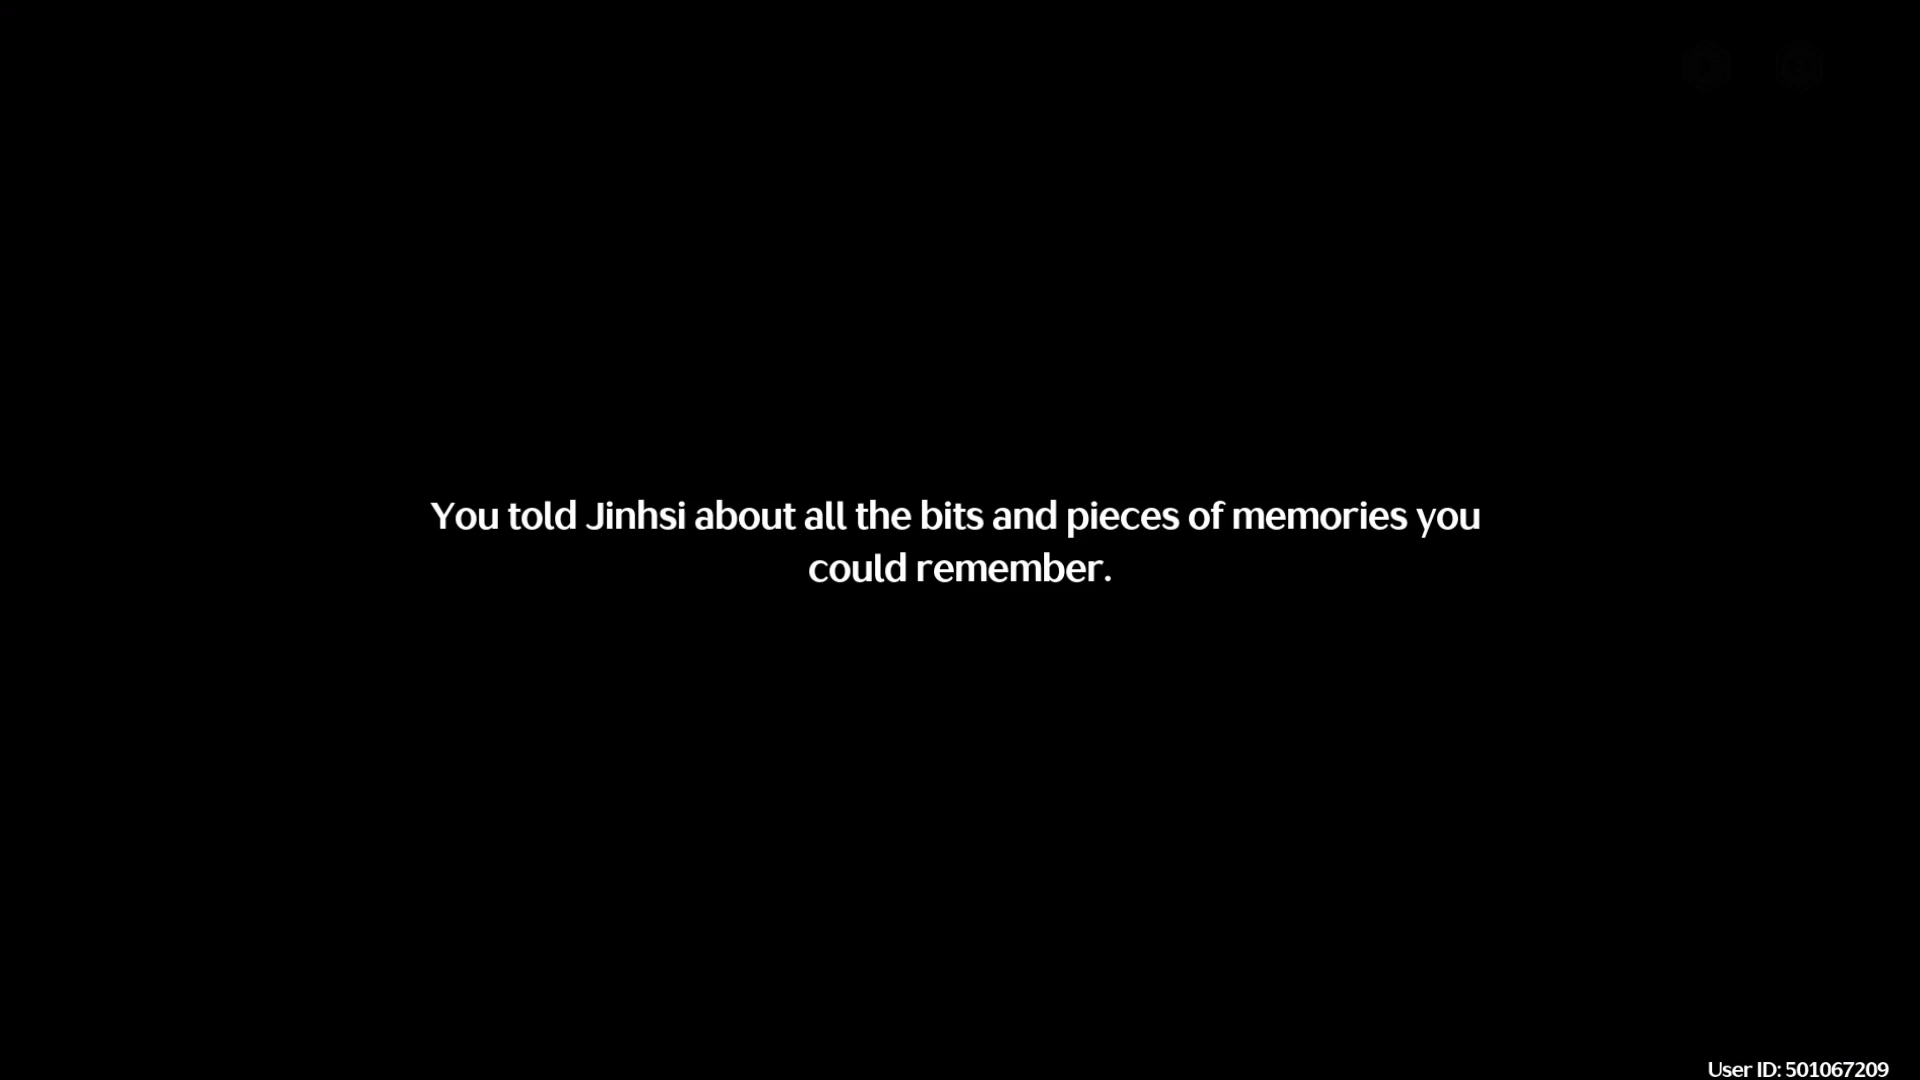 You told Jinhsi about all the bits and pieces of memories you
could remember.
User ID: 501067209